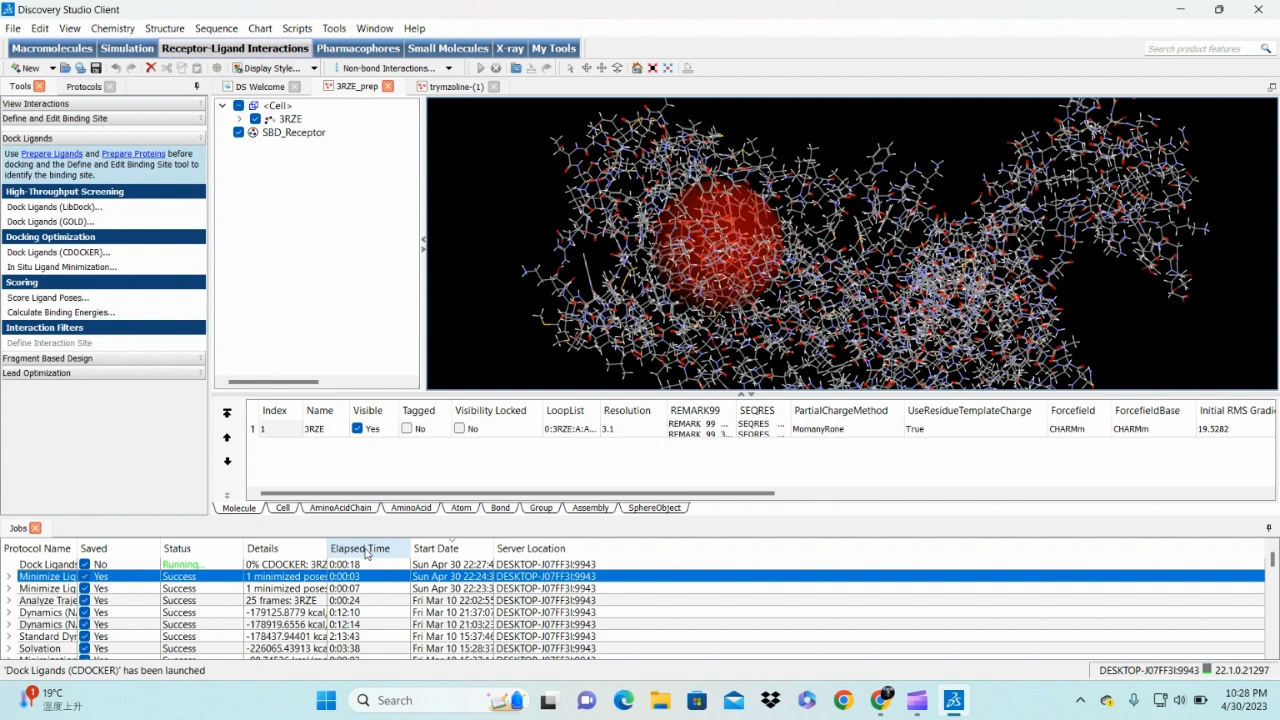 Discovery Studio Client
File Edit View Chemistry Structure Sequence Chart Scripts Tools Window Help
Macromolecules Simulation Receptor-Ligand Interactions Pharmacophores Small Molecules X-ray My Tools Search product features
New Display Style... Non-bond Interactions...
Tools Protocols DS Welcome 3RZE_prep trymzoline-(1)
View Interactions
Define and Edit Binding Site
Dock Ligands
Use Prepare Ligands and Prepare Proteins before
docking and the Define and Edit Binding Site tool to
identify the binding site.
High-Throughput Screening
Dock Ligands (LibDock)...
Dock Ligands (GOLD)...
Docking Optimization
Dock Ligands (CDOCKER)...
In Situ Ligand Minimization...
Scoring
Score Ligand Poses...
Calculate Binding Energies...
Interaction Filters
Define Interaction Site
Fragment Based Design
Lead Optimization
<Cell>
3RZE
SBD_Receptor
Index Name Visible Tagged Visibility Locked LoopList Resolution REMARK99 SEQRES PartialChargeMethod UseResidueTemplateCharge Forcefield ForcefieldBase Initial RMS Gradi
1 1 3RZE Yes No No 0:3RZE:A:A... 3.1 REMARK 99 ... SEQRES ... MomanyRone True CHARMm CHARMm 19.5282
REMARK 99 3... SEQRES ...
Molecule Cell AminoAcidChain AminoAcid Atom Bond Group Assembly SphereObject
Jobs
Protocol Name Saved Status Details Elapsed Time Start Date Server Location
Dock Ligands No Running... 0% CDOCKER: 3RZ 0:00:18 Sun Apr 30 22:27:4 DESKTOP-J07FF3I:9943
Minimize Lig Yes Success 1 minimized poses 0:00:03 Sun Apr 30 22:24:3 DESKTOP-J07FF3I:9943
Minimize Lig Yes Success 1 minimized poses 0:00:07 Sun Apr 30 22:23: DESKTOP-J07FF3I:9943
Analyze Traje Yes Success 25 frames: 3RZE 0:00:24 Fri Mar 10 22:02:55 DESKTOP-J07FF3I:9943
Dynamics (N Yes Success -179125.8779 kcal, 0:12:10 Fri Mar 10 21:37:07 DESKTOP-J07FF3I:9943
Dynamics (N Yes Success -178919.6556 kcal, 0:12:14 Fri Mar 10 21:03:23 DESKTOP-J07FF3I:9943
Standard Dyr Yes Success -178437.94401 kca 2:13:43 Fri Mar 10 15:37:46 DESKTOP-J07FF3I:9943
Solvation Yes Success -226065.43913 kca 0:03:38 Fri Mar 10 15:28:37 DESKTOP-J07FF3I:9943
'Dock Ligands (CDOCKER)' has been launched DESKTOP-J07FF3I:9943 22.1.0.21297
19°C
温度上升
Search
10:28 PM
4/30/2023